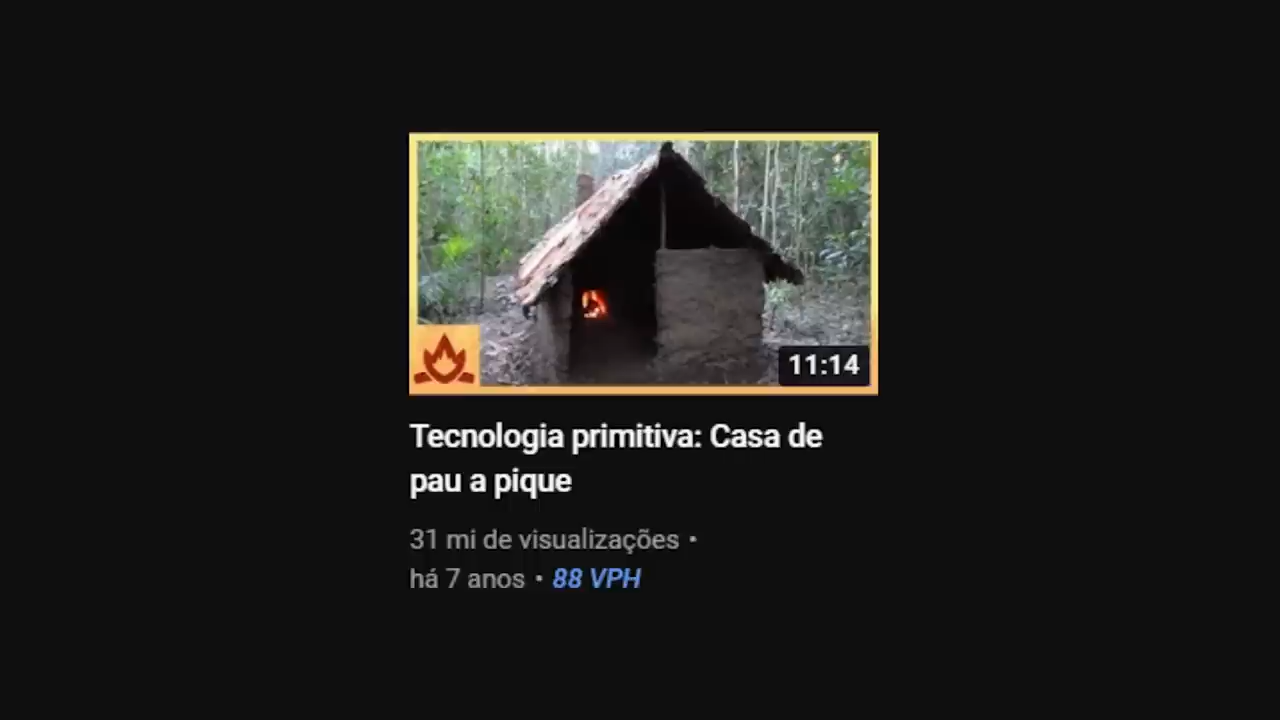 11:14
Tecnologia primitiva: Casa de
pau a pique
31 mi de visualizações •
há 7 anos • 88 VPH